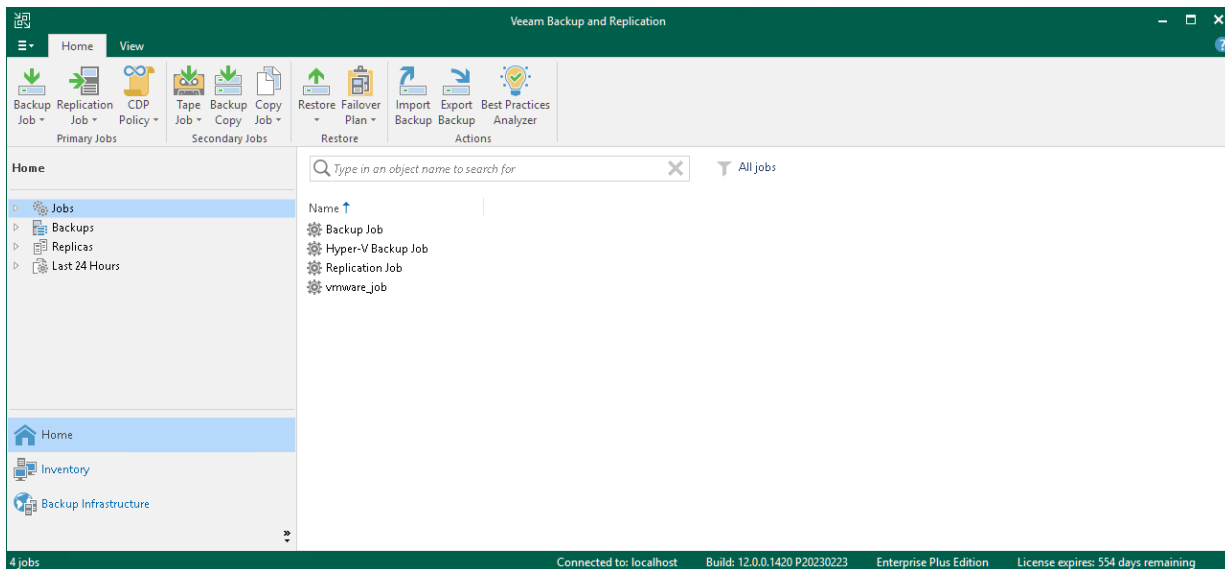 Veeam Backup and Replication
Home View
Backup Job Replication Job CDP Policy Tape Job Backup Copy Copy Job Restore Failover Plan Import Backup Export Backup Best Practices Analyzer
Primary Jobs Secondary Jobs Restore Actions
Home
Type in an object name to search for
All jobs
Jobs
Backups
Replicas
Last 24 Hours
Name
Backup Job
Hyper-V Backup Job
Replication Job
vmware_job
Home
Inventory
Backup Infrastructure
4 jobs Connected to: localhost Build: 12.0.0.1420 P20230223 Enterprise Plus Edition License expires: 554 days remaining